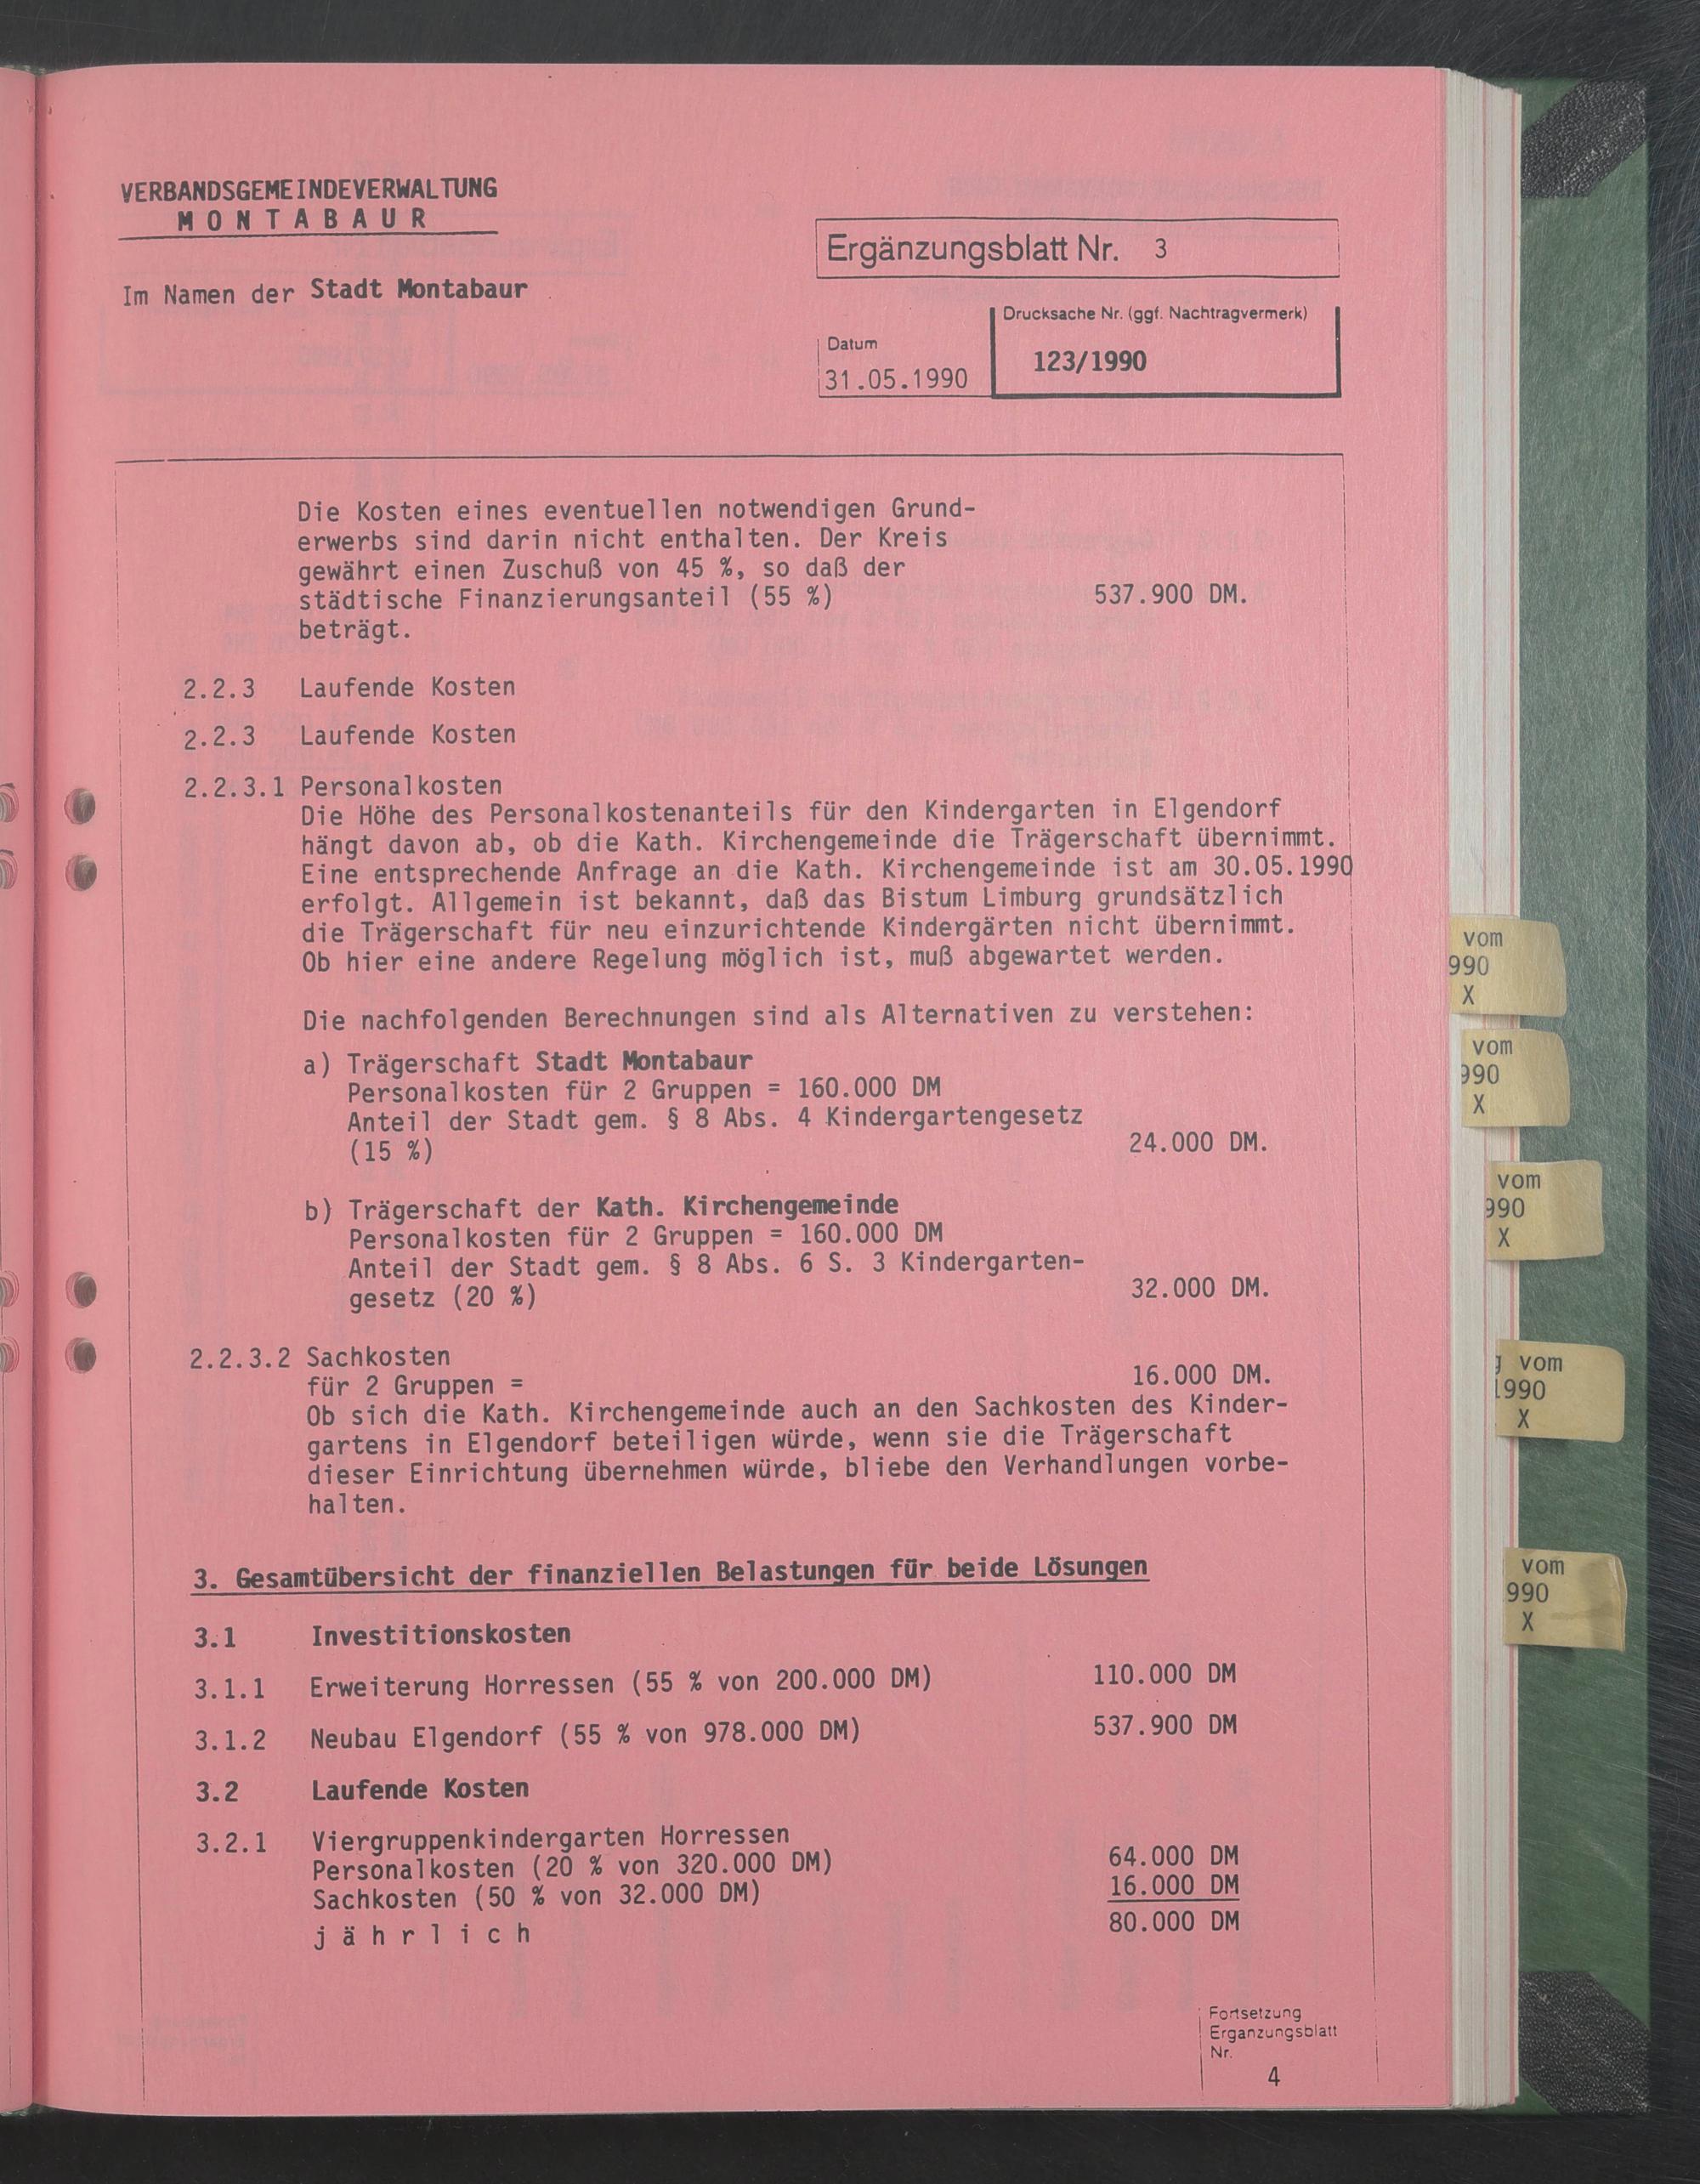 VERBANDSGEMEINDEVERWALTUNG
MONTABAUR
Im Namen der Stadt Montabaur
Ergänzungsblatt Nr. 3
Drucksache Nr. (ggf. Nachtragvermerk)
123/1990
Datum
31.05.1990
Die Kosten eines eventuellen notwendigen Grund-
erwerbs sind darin nicht enthalten. Der Kreis
gewährt einen Zuschuß von 45 %, so daß der
städtische Finanzierungsanteil (55 %) 537.900 DM.
beträgt.
2.2.3 Laufende Kosten
2.2.3 Laufende Kosten
2.2.3.1 Personalkosten
Die Höhe des Personalkostenanteils für den Kindergarten in Elgendorf
hängt davon ab, ob die Kath. Kirchengemeinde die Trägerschaft übernimmt.
Eine entsprechende Anfrage an die Kath. Kirchengemeinde ist am 30.05.1990
erfolgt. Allgemein ist bekannt, daß das Bistum Limburg grundsätzlich
die Trägerschaft für neu einzurichtende Kindergärten nicht übernimmt.
Ob hier eine andere Regelung möglich ist, muß abgewartet werden.
Die nachfolgenden Berechnungen sind als Alternativen zu verstehen:
a) Trägerschaft Stadt Montabaur
Personalkosten für 2 Gruppen = 160.000 DM
Anteil der Stadt gem. § 8 Abs. 4 Kindergartengesetz
(15 %) 24.000 DM.
b) Trägerschaft der Kath. Kirchengemeinde
Personalkosten für 2 Gruppen = 160.000 DM
Anteil der Stadt gem. § 8 Abs. 6 S. 3 Kindergarten-
gesetz (20 %) 32.000 DM.
2.2.3.2 Sachkosten
für 2 Gruppen = 16.000 DM.
Ob sich die Kath. Kirchengemeinde auch an den Sachkosten des Kinder-
gartens in Elgendorf beteiligen würde, wenn sie die Trägerschaft
dieser Einrichtung übernehmen würde, bliebe den Verhandlungen vorbe-
halten.
3. Gesamtübersicht der finanziellen Belastungen für beide Lösungen
3.1 Investitionskosten
3.1.1 Erweiterung Horressen (55 % von 200.000 DM) 110.000 DM
3.1.2 Neubau Elgendorf (55 % von 978.000 DM) 537.900 DM
3.2 Laufende Kosten
3.2.1 Viergruppenkindergarten Horressen
Personalkosten (20 % von 320.000 DM) 64.000 DM
Sachkosten (50 % von 32.000 DM) 16.000 DM
jährlich 80.000 DM
Fortsetzung
Erganzungsblatt
Nr.
4
vom
990
X
vom
990
X
vom
990
X
g vom
1990
X
vom
990
X